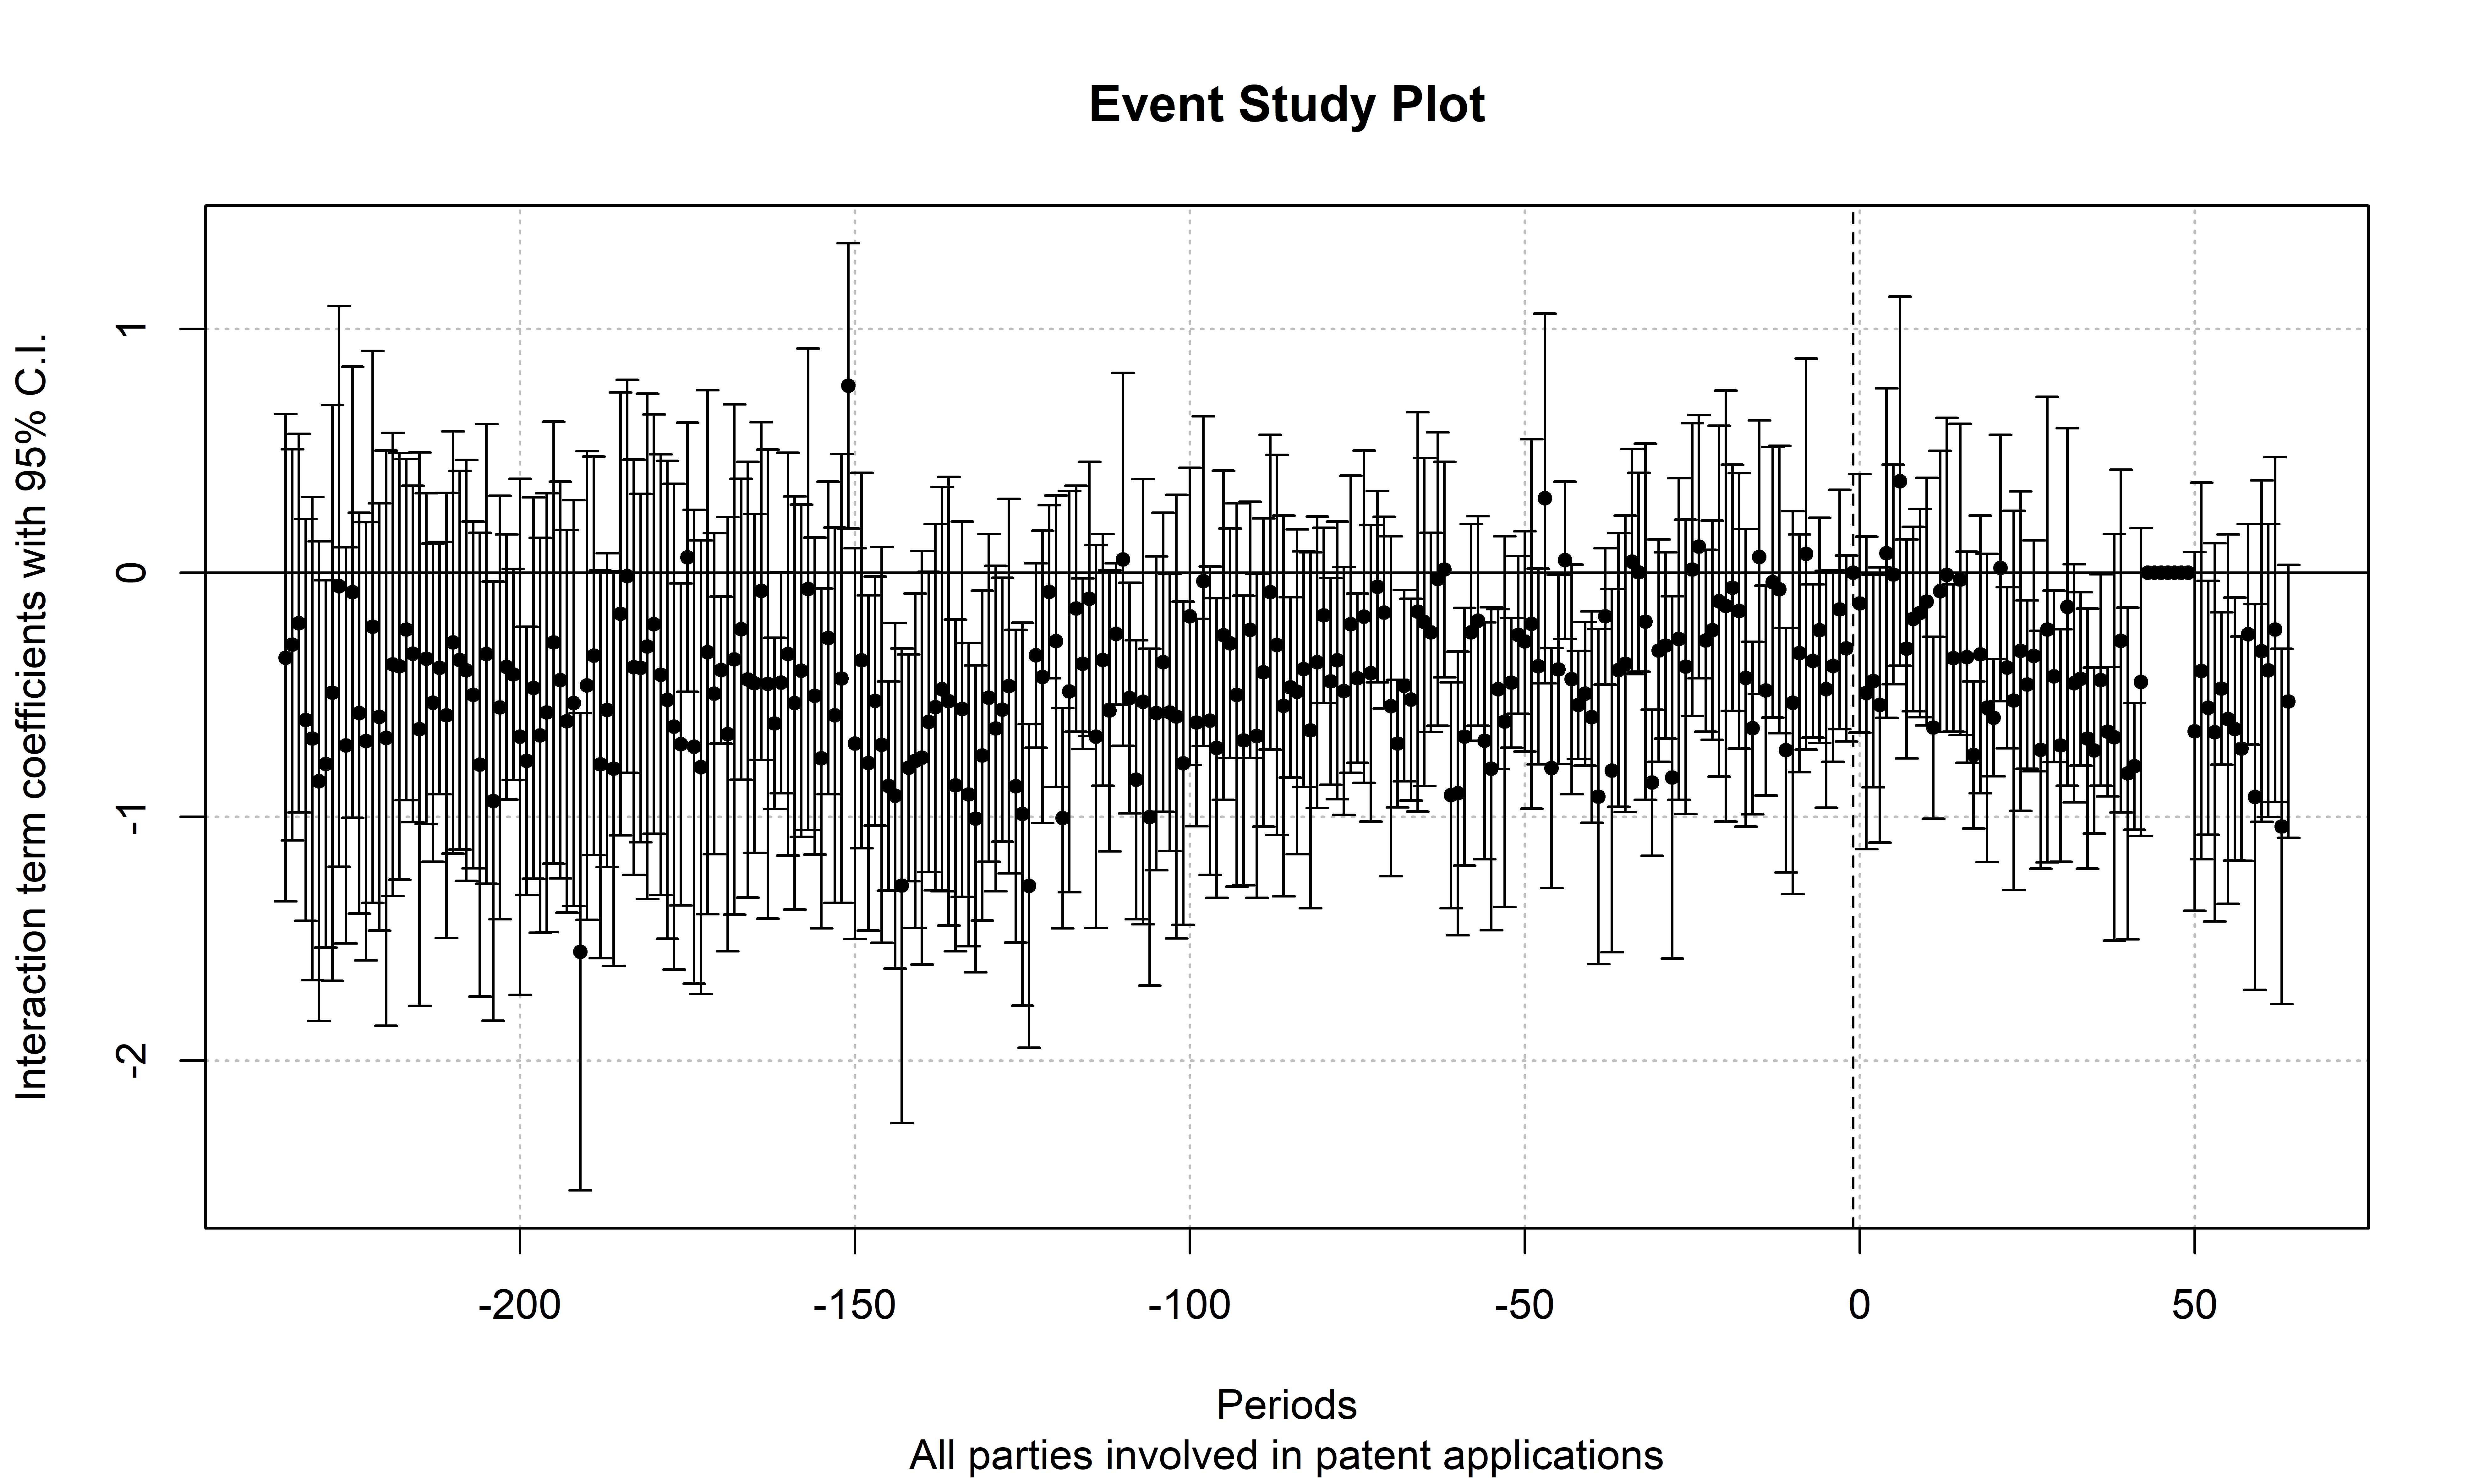 Event Study Plot
Interaction term coefficients with 95% C.I.
1
0
-1
-2
-200
-150
-100
-50
0
50
Periods
All parties involved in patent applications